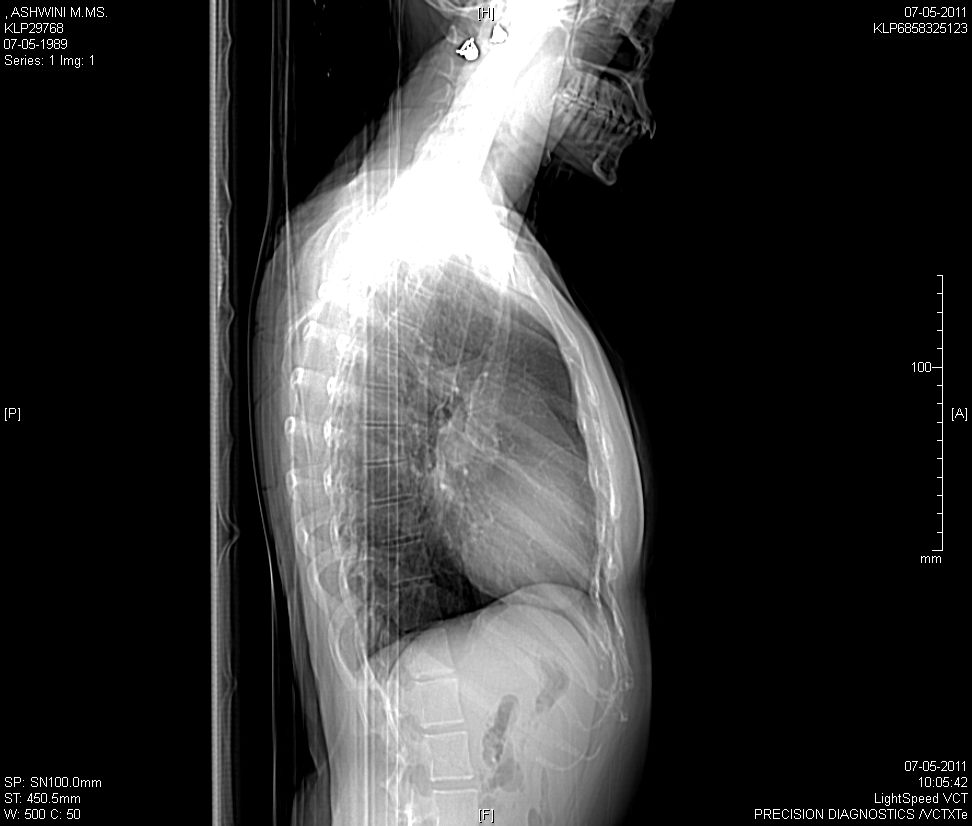 , ASHWINI M.MS.
KLP29768
07-05-1989
Series: 1 Img: 1
[H]
07-05-2011
KLP6858325123
100
[P]
[A]
mm
SP: SN100.0mm
ST: 450.5mm
W: 500 C: 50
[F]
07-05-2011
10:05:42
LightSpeed VCT
PRECISION DIAGNOSTICS /VCTXTe